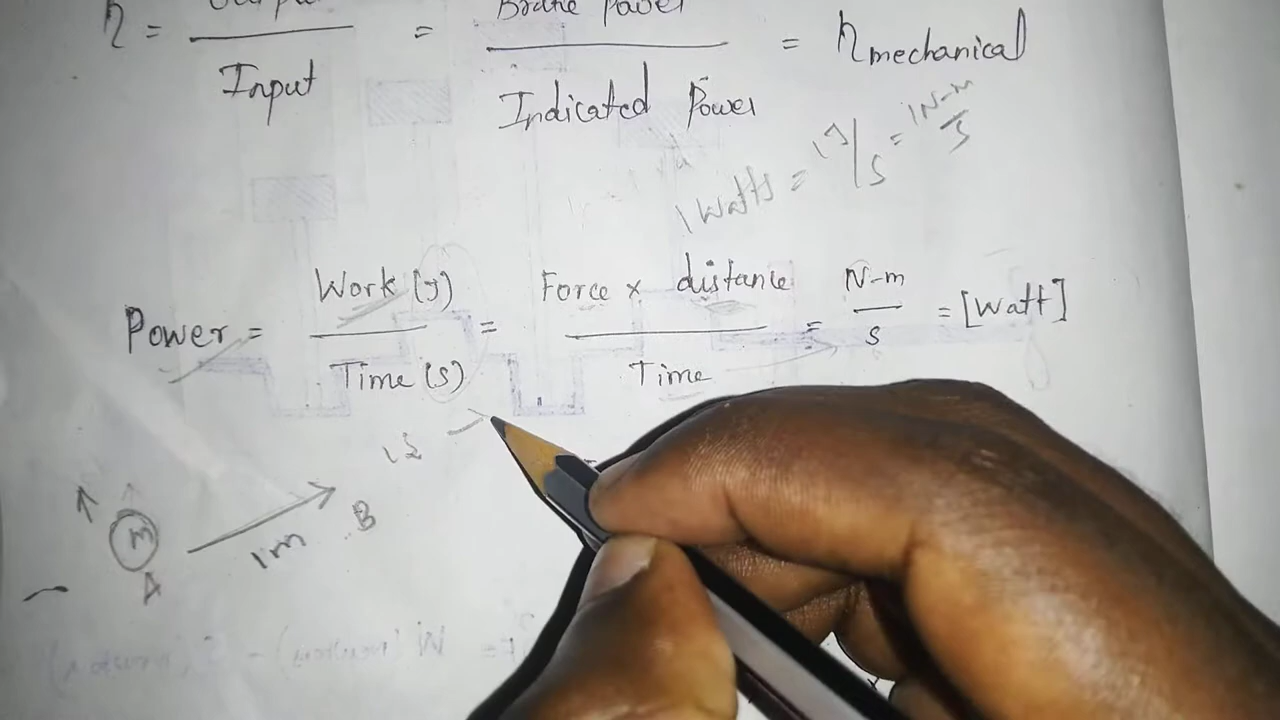 η = Output = Brake Power = η mechanical
Input Indicated Power
1 Watts = 1J/s = 1N-m/s
Power = Work (J) = Force x distance = N-m = [Watt]
Time (s) Time s
1s
m 1m B
A